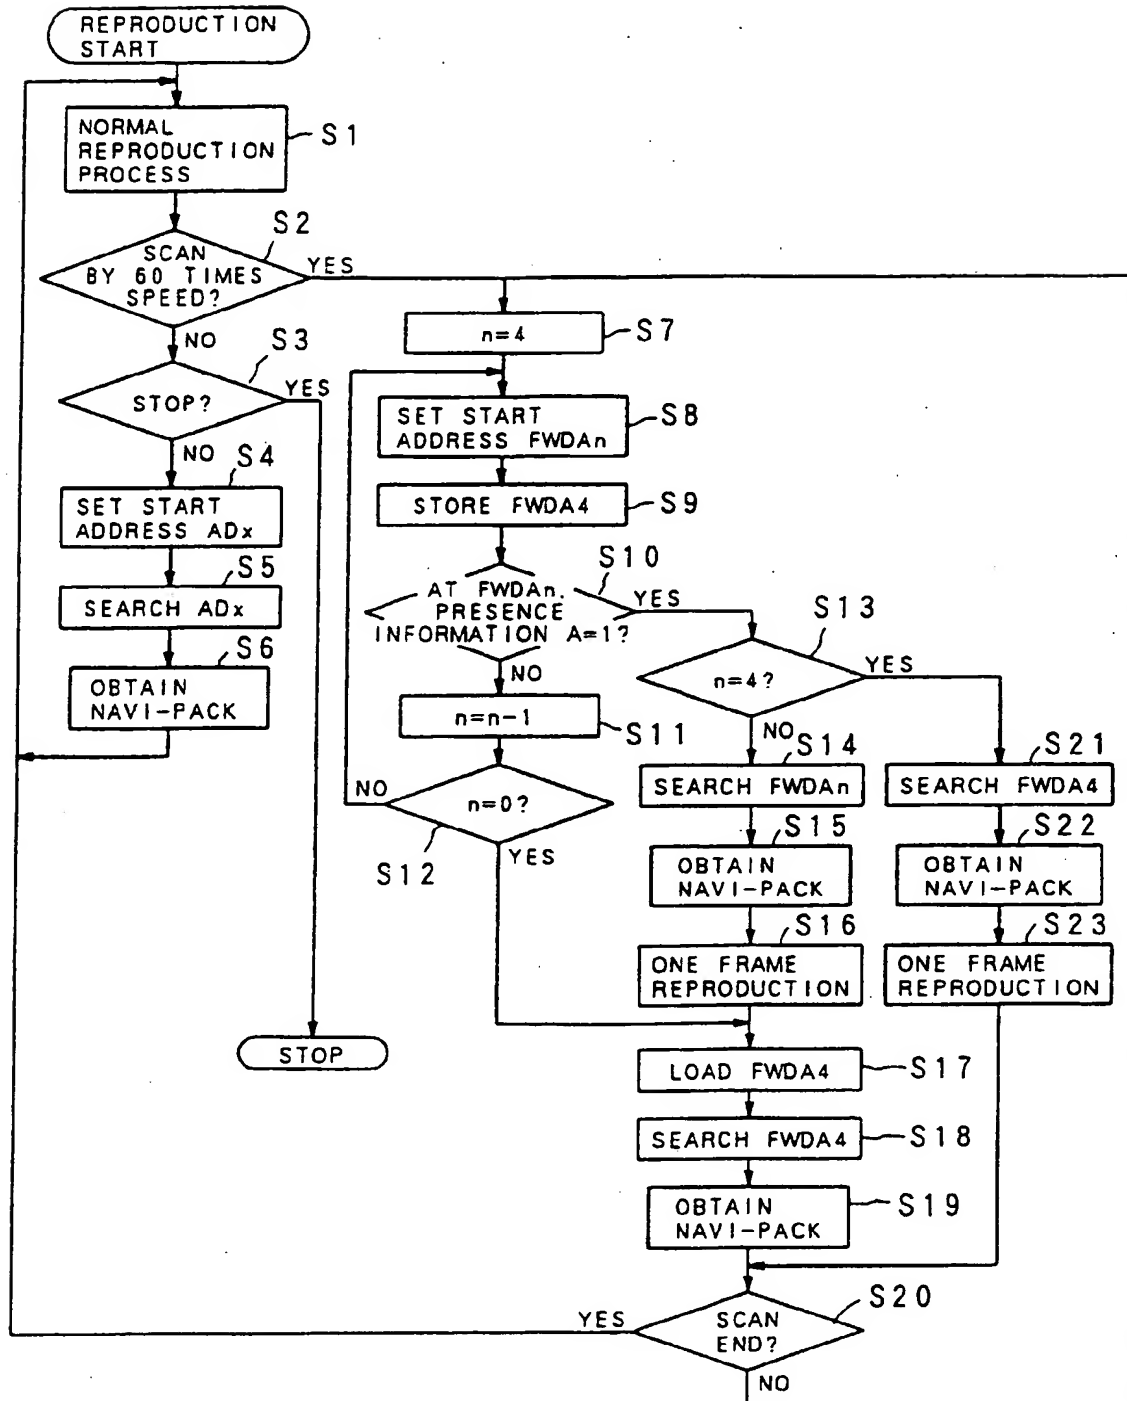 REPRODUCTION
START
NORMAL
REPRODUCTION
PROCESS
S1
SCAN
BY 60 TIMES
SPEED?
S2
YES
NO
STOP?
S3
YES
NO
SET START
ADDRESS ADx
S4
SEARCH ADx
S5
OBTAIN
NAVI-PACK
S6
STOP
n=4
S7
SET START
ADDRESS FWDAn
S8
STORE FWDA4
S9
AT FWDAn,
PRESENCE
INFORMATION A=1?
S10
YES
NO
n=n-1
S11
n=0?
S12
NO
YES
n=4?
S13
YES
NO
SEARCH FWDAn
S14
OBTAIN
NAVI-PACK
S15
ONE FRAME
REPRODUCTION
S16
LOAD FWDA4
S17
SEARCH FWDA4
S18
OBTAIN
NAVI-PACK
S19
SEARCH FWDA4
S21
OBTAIN
NAVI-PACK
S22
ONE FRAME
REPRODUCTION
S23
SCAN
END?
S20
YES
NO